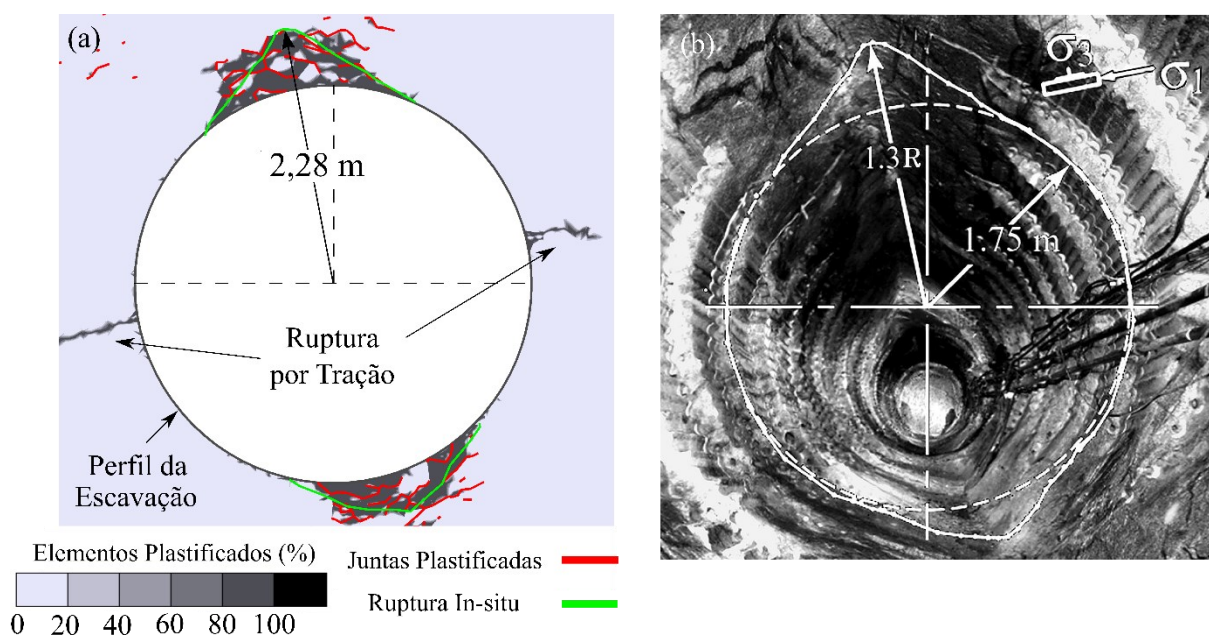 (a)
2,28 m
Ruptura
por Tração
Perfil da
Escavação
Elementos Plastificados (%)
0 20 40 60 80 100
Juntas Plastificadas
Ruptura In-situ
(b)
σ3
σ1
1.3R
1.75 m